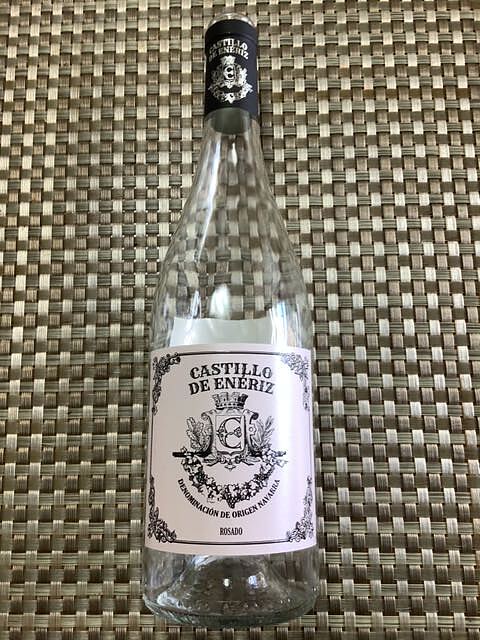 CASTILLO
DE ENÉRIZ
E
CASTILLO
DE ENÉRIZ
E
DENOMINACIÓN DE ORIGEN NAVARRA
ROSADO